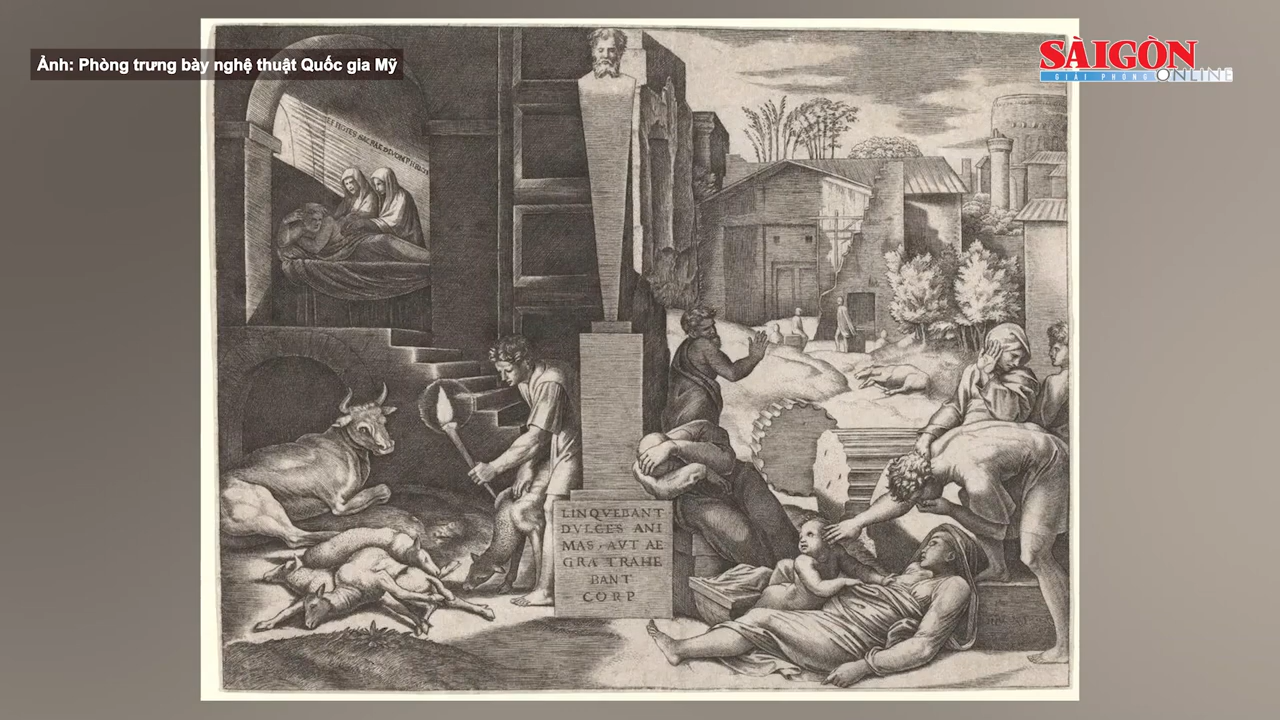 Ảnh: Phòng trưng bày nghệ thuật Quốc gia Mỹ
SÀIGÒN
GIẢI PHÓNG ONLINE
LINQVEBANT
DVLCES ANI
MAS · AVT AE
GRA TRAHE
BANT
CORP